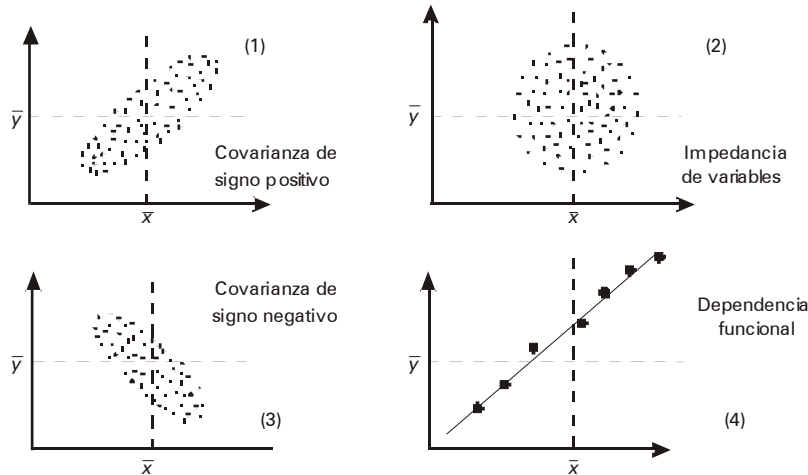 (1)
y̅
Covarianza de
signo positivo
x̅
(2)
y̅
Impedancia
de variables
x̅
Covarianza de
signo negativo
y̅
(3)
x̅
Dependencia
funcional
y̅
(4)
x̅